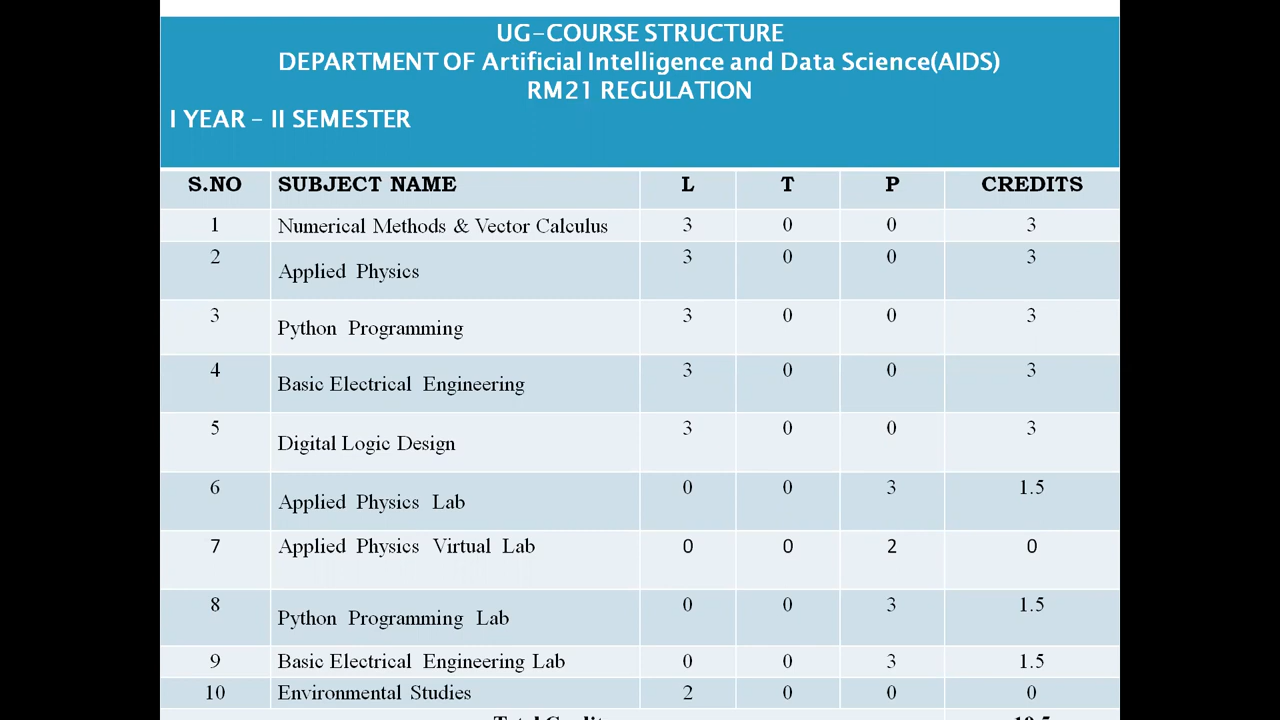 UG-COURSE STRUCTURE
DEPARTMENT OF Artificial Intelligence and Data Science(AIDS)
RM21 REGULATION
I YEAR – II SEMESTER
S.NO SUBJECT NAME L T P CREDITS
1 Numerical Methods & Vector Calculus 3 0 0 3
2 Applied Physics 3 0 0 3
3 Python Programming 3 0 0 3
4 Basic Electrical Engineering 3 0 0 3
5 Digital Logic Design 3 0 0 3
6 Applied Physics Lab 0 0 3 1.5
7 Applied Physics Virtual Lab 0 0 2 0
8 Python Programming Lab 0 0 3 1.5
9 Basic Electrical Engineering Lab 0 0 3 1.5
10 Environmental Studies 2 0 0 0
Total